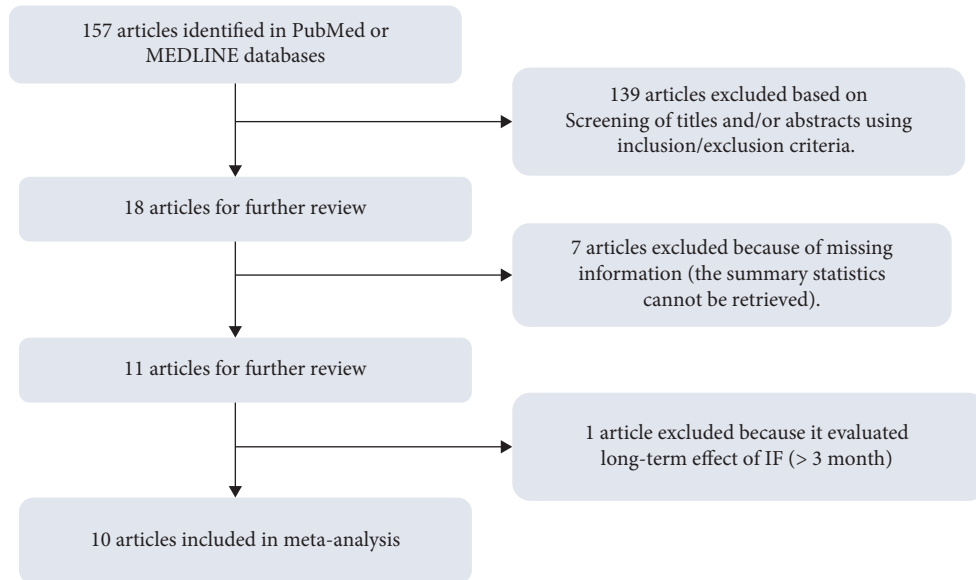 157 articles identified in PubMed or
MEDLINE databases
139 articles excluded based on
Screening of titles and/or abstracts using
inclusion/exclusion criteria.
18 articles for further review
7 articles excluded because of missing
information (the summary statistics
cannot be retrieved).
11 articles for further review
1 article excluded because it evaluated
long-term effect of IF (> 3 month)
10 articles included in meta-analysis